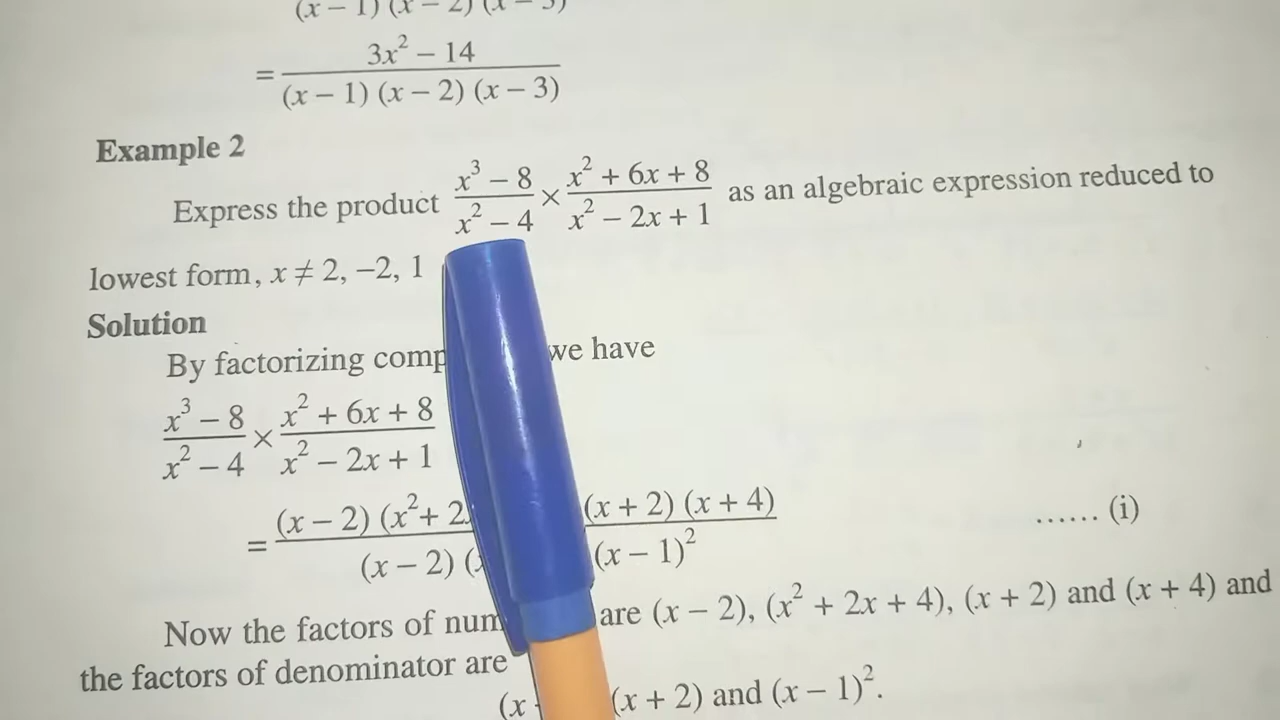 (x − 1) (x − 2) (x − 3)
= 3x² − 14 / (x − 1) (x − 2) (x − 3)
Example 2
Express the product x³ − 8 / x² − 4 × x² + 6x + 8 / x² − 2x + 1 as an algebraic expression reduced to
lowest form, x ≠ 2, −2, 1
Solution
By factorizing we have
x³ − 8 / x² − 4 × x² + 6x + 8 / x² − 2x + 1
= (x − 2) (x² + 2 (x + 2) (x + 4) / (x − 2) ( (x − 1)² ...... (i)
Now the factors of are (x − 2), (x² + 2x + 4), (x + 2) and (x + 4) and
the factors of denominator are
(x (x + 2) and (x − 1)².